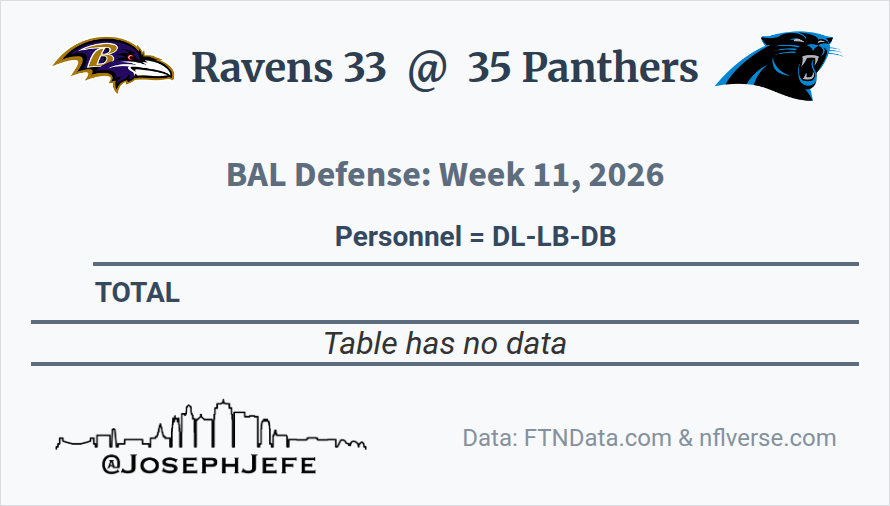 B
Ravens 33 @ 35 Panthers
BAL Defense: Week 11, 2026
Personnel = DL-LB-DB
TOTAL
Table has no data
@JosephJefe
Data: FTNData.com & nflverse.com